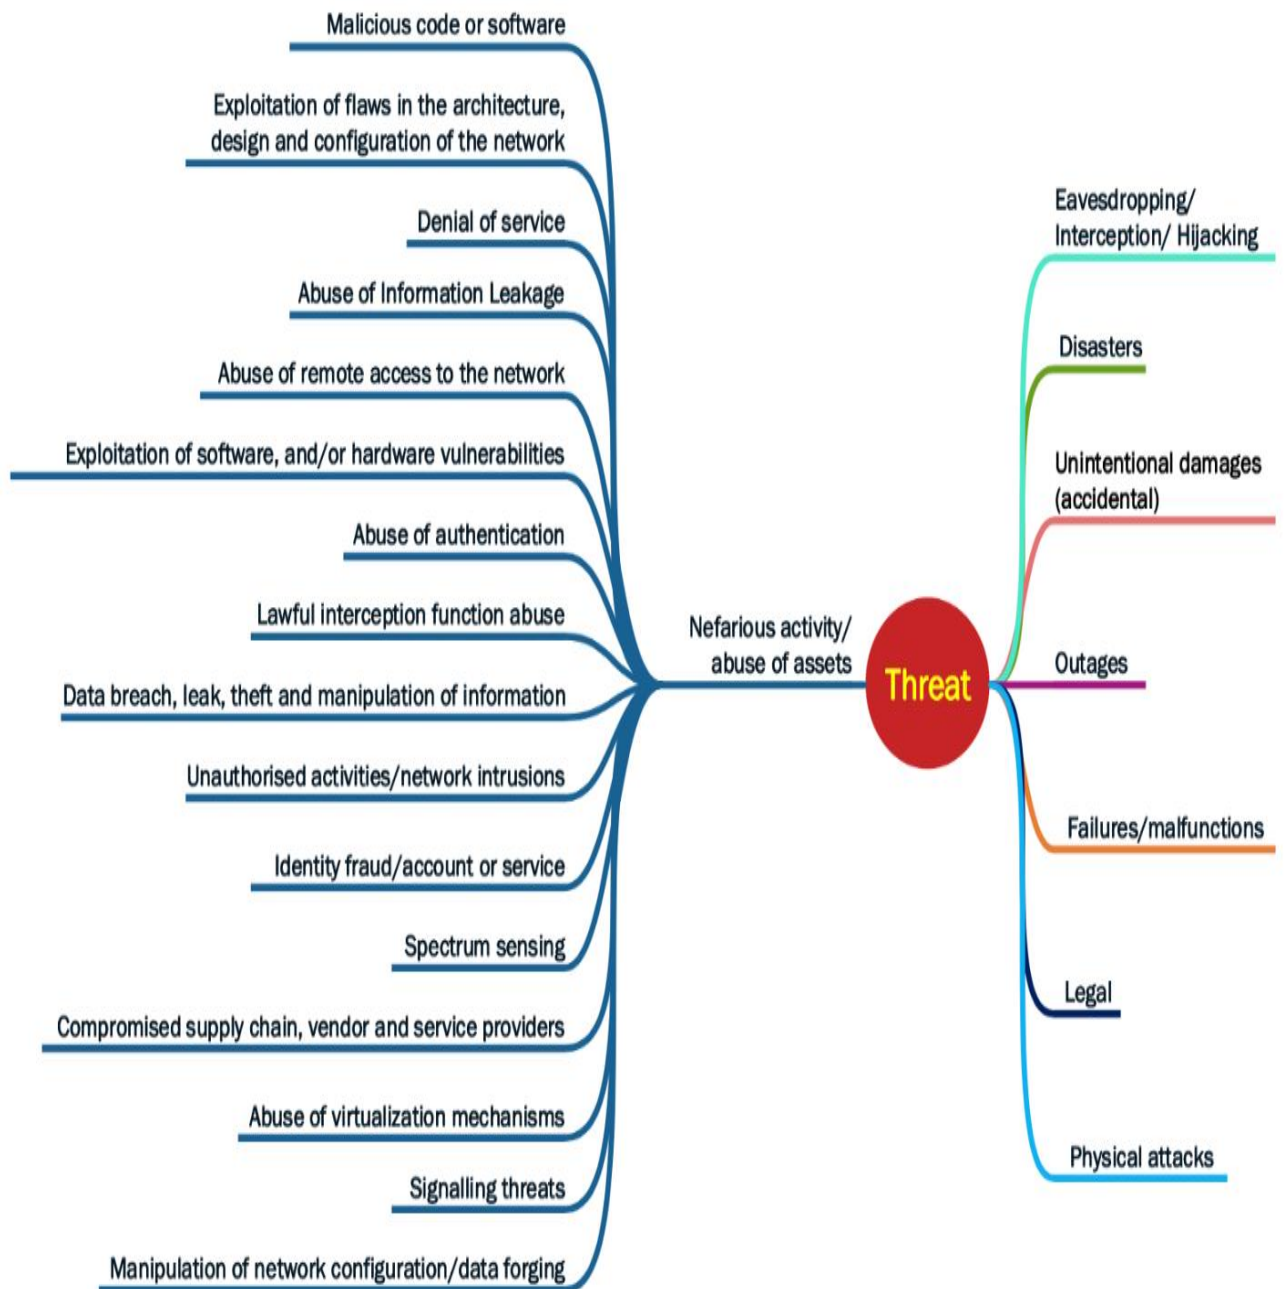 Malicious code or software
Exploitation of flaws in the architecture,
design and configuration of the network
Denial of service
Abuse of Information Leakage
Abuse of remote access to the network
Exploitation of software, and/or hardware vulnerabilities
Abuse of authentication
Lawful interception function abuse
Data breach, leak, theft and manipulation of information
Unauthorised activities/network intrusions
Identity fraud/account or service
Spectrum sensing
Compromised supply chain, vendor and service providers
Abuse of virtualization mechanisms
Signalling threats
Manipulation of network configuration/data forging
Nefarious activity/
abuse of assets
Threat
Eavesdropping/
Interception/ Hijacking
Disasters
Unintentional damages
(accidental)
Outages
Failures/malfunctions
Legal
Physical attacks